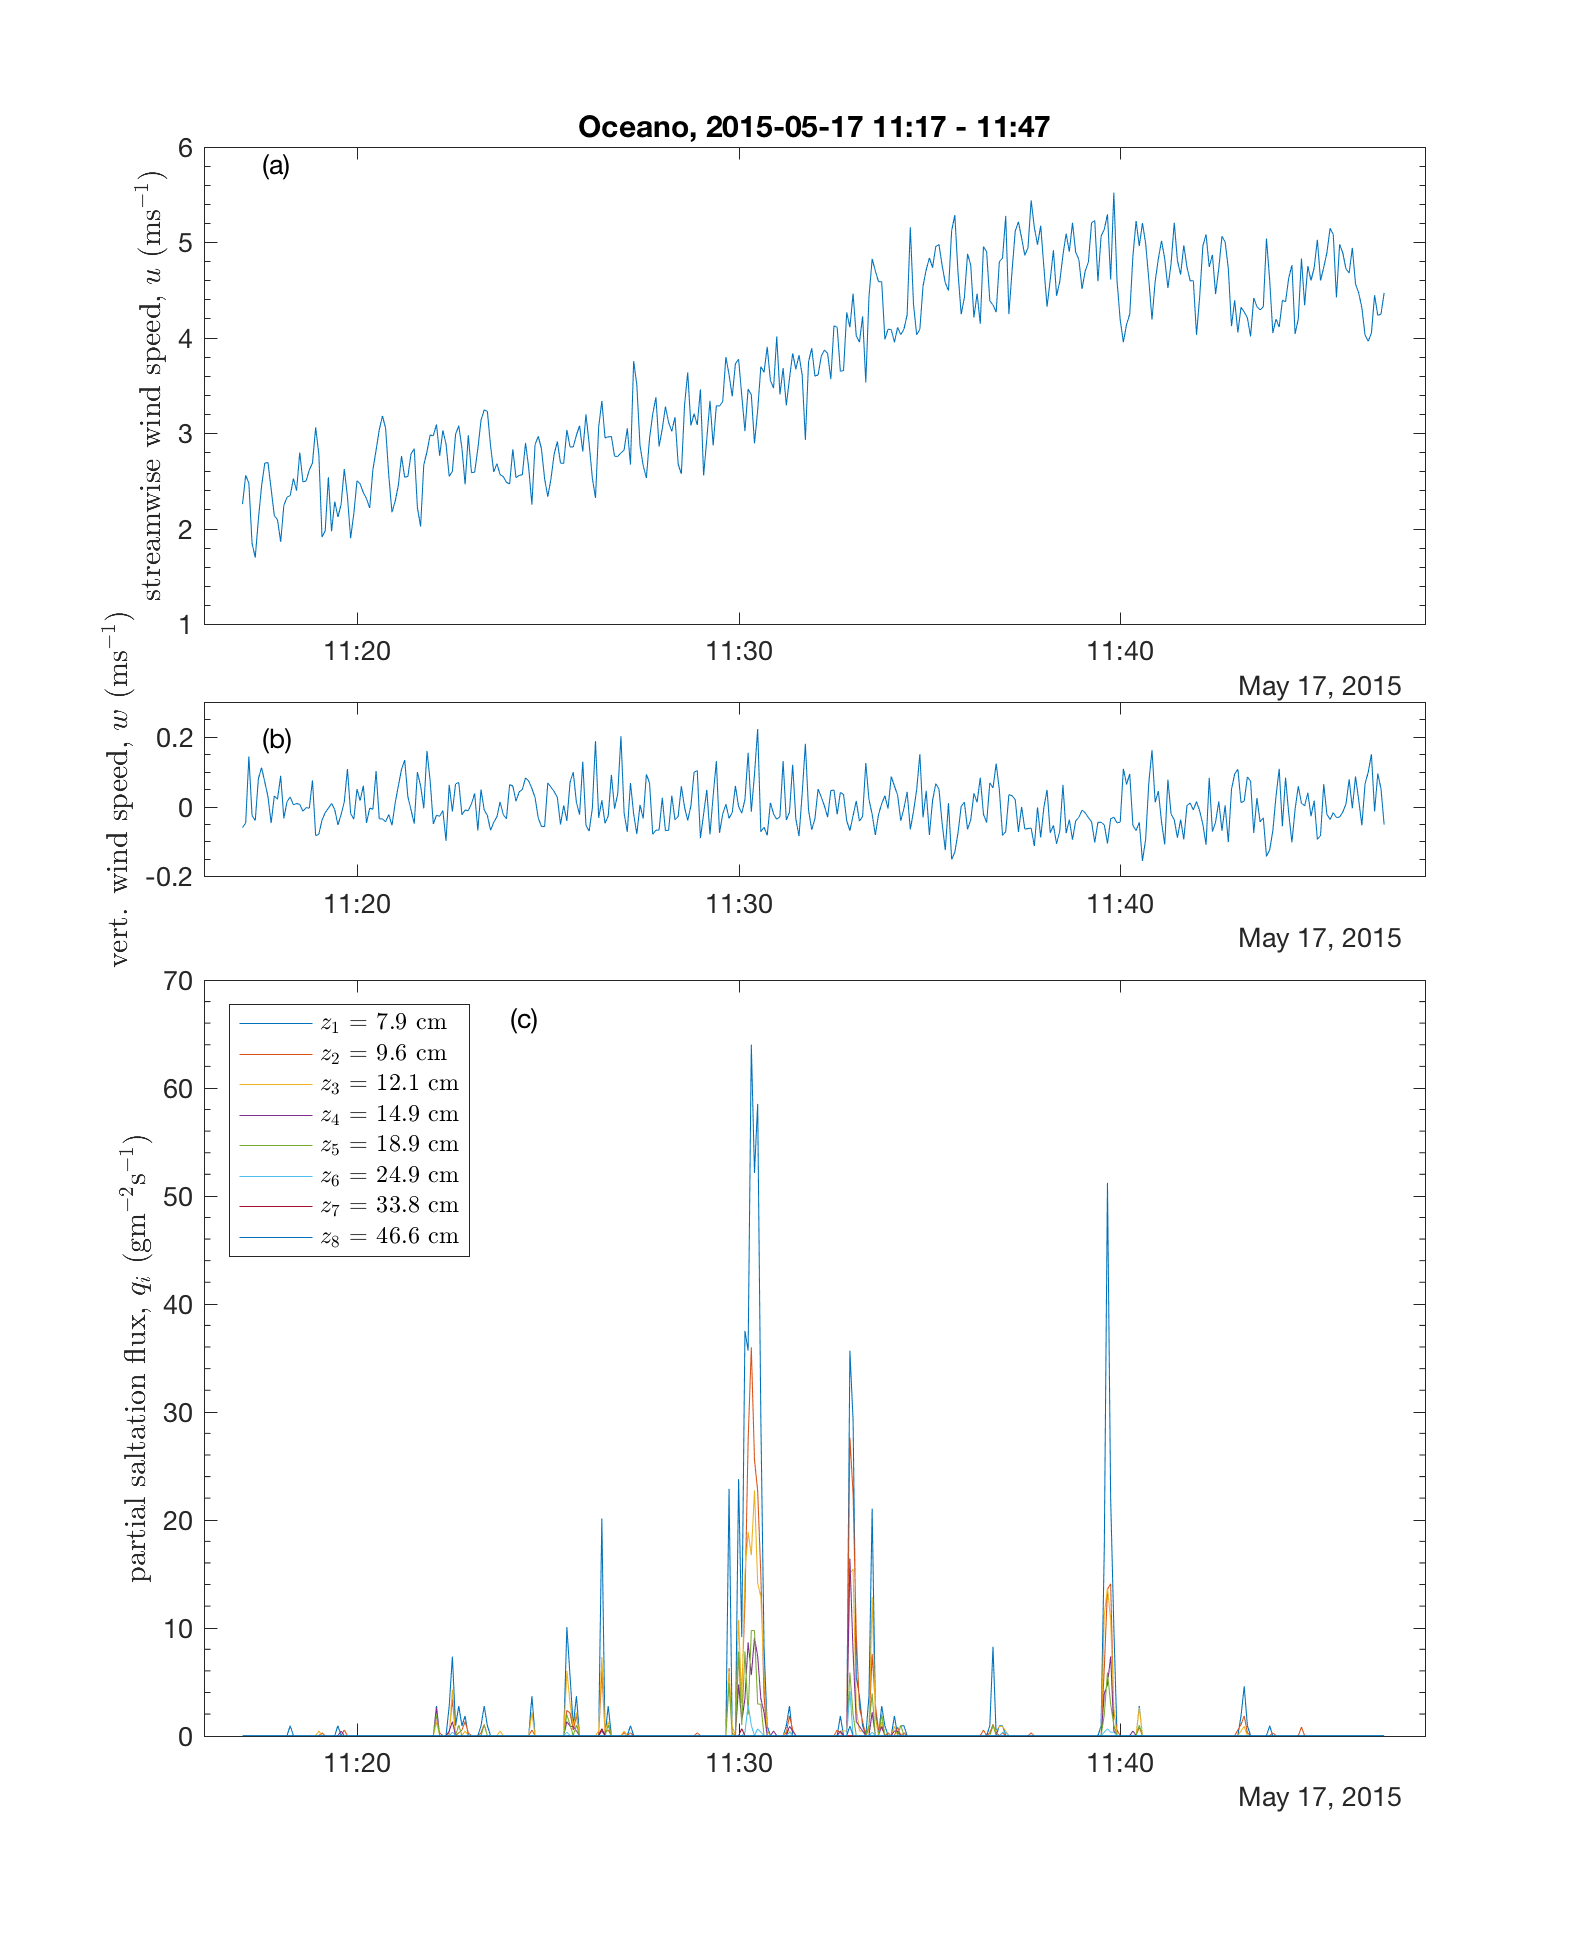 Oceano, 2015-05-17 11:17 - 11:47
(a)
streamwise wind speed, u (ms⁻¹)
6
5
4
3
2
1
11:20 11:30 11:40
May 17, 2015
(b)
vert. wind speed, w (ms⁻¹)
0.2
0
-0.2
11:20 11:30 11:40
May 17, 2015
(c)
partial saltation flux, qᵢ (gm⁻²s⁻¹)
70
60
50
40
30
20
10
0
z₁ = 7.9 cm
z₂ = 9.6 cm
z₃ = 12.1 cm
z₄ = 14.9 cm
z₅ = 18.9 cm
z₆ = 24.9 cm
z₇ = 33.8 cm
z₈ = 46.6 cm
11:20 11:30 11:40
May 17, 2015